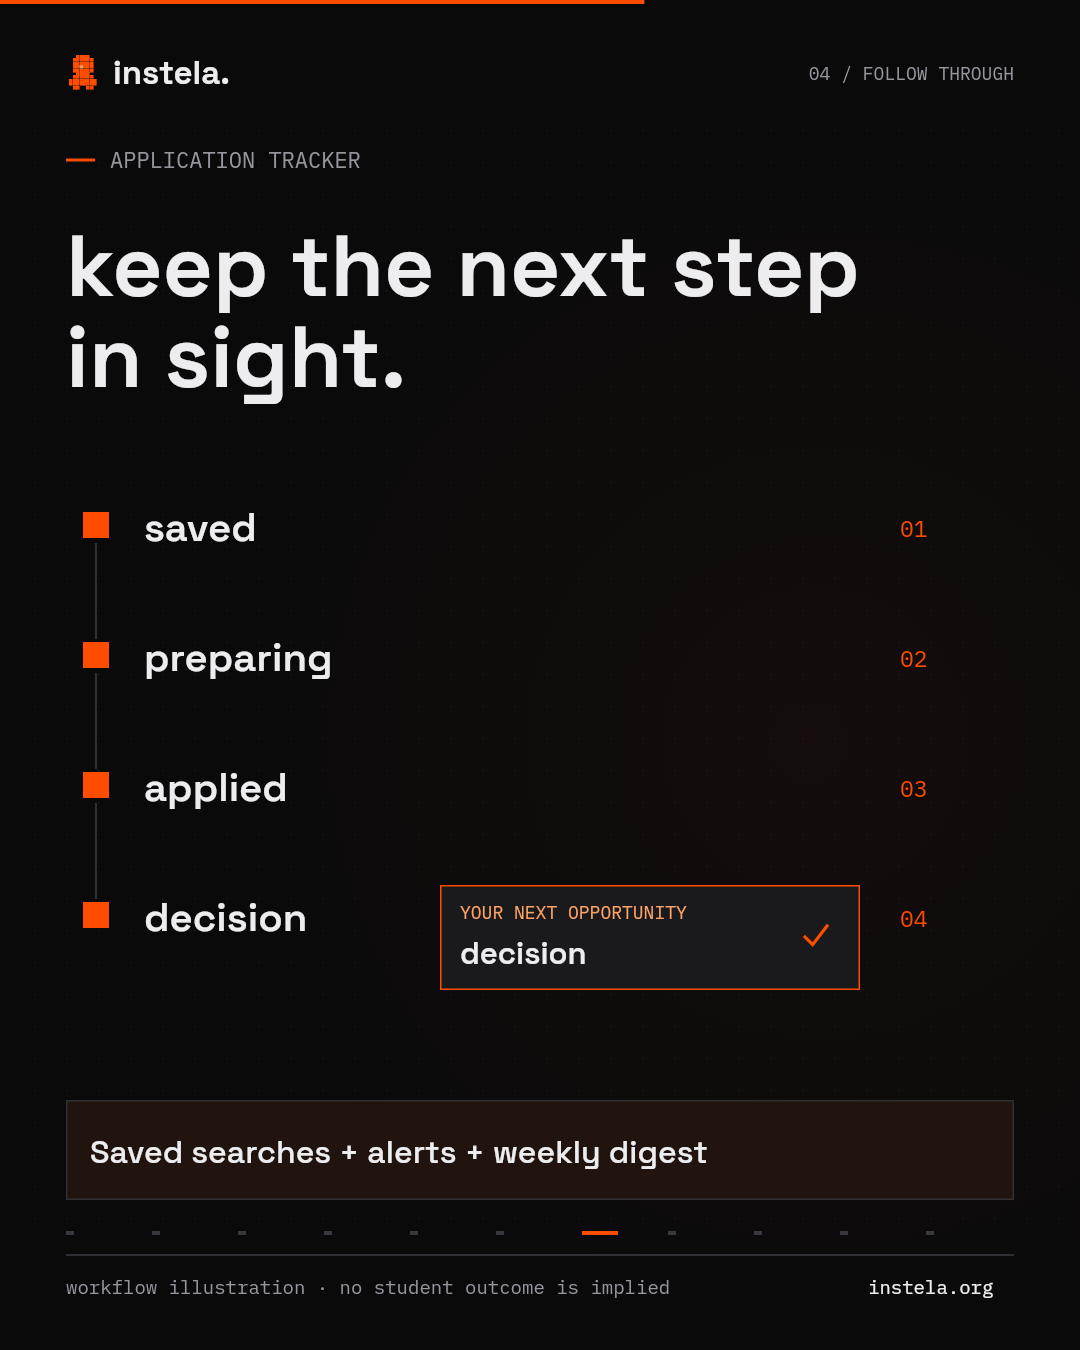 instela.
04 / FOLLOW THROUGH
APPLICATION TRACKER
keep the next step
in sight.
saved
01
preparing
02
applied
03
decision
YOUR NEXT OPPORTUNITY
decision
04
Saved searches + alerts + weekly digest
workflow illustration · no student outcome is implied
instela.org